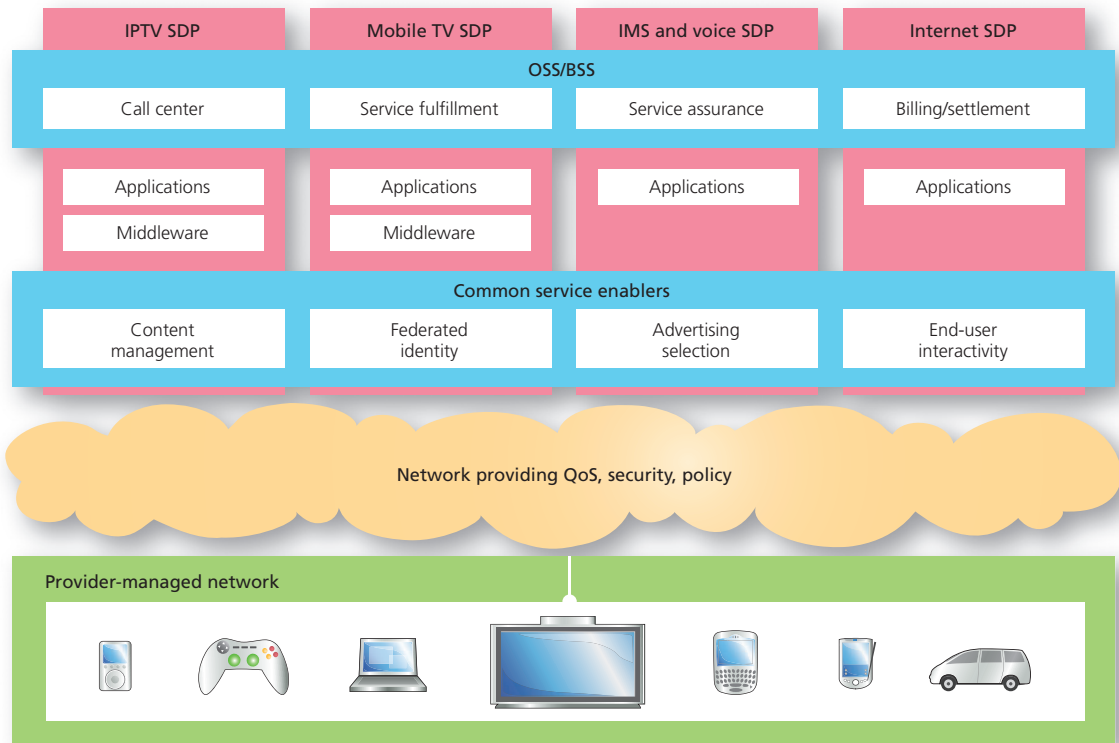 IPTV SDP
Mobile TV SDP
IMS and voice SDP
Internet SDP
OSS/BSS
Call center
Service fulfillment
Service assurance
Billing/settlement
Applications
Applications
Applications
Applications
Middleware
Middleware
Common service enablers
Content
management
Federated
identity
Advertising
selection
End-user
interactivity
Network providing QoS, security, policy
Provider-managed network